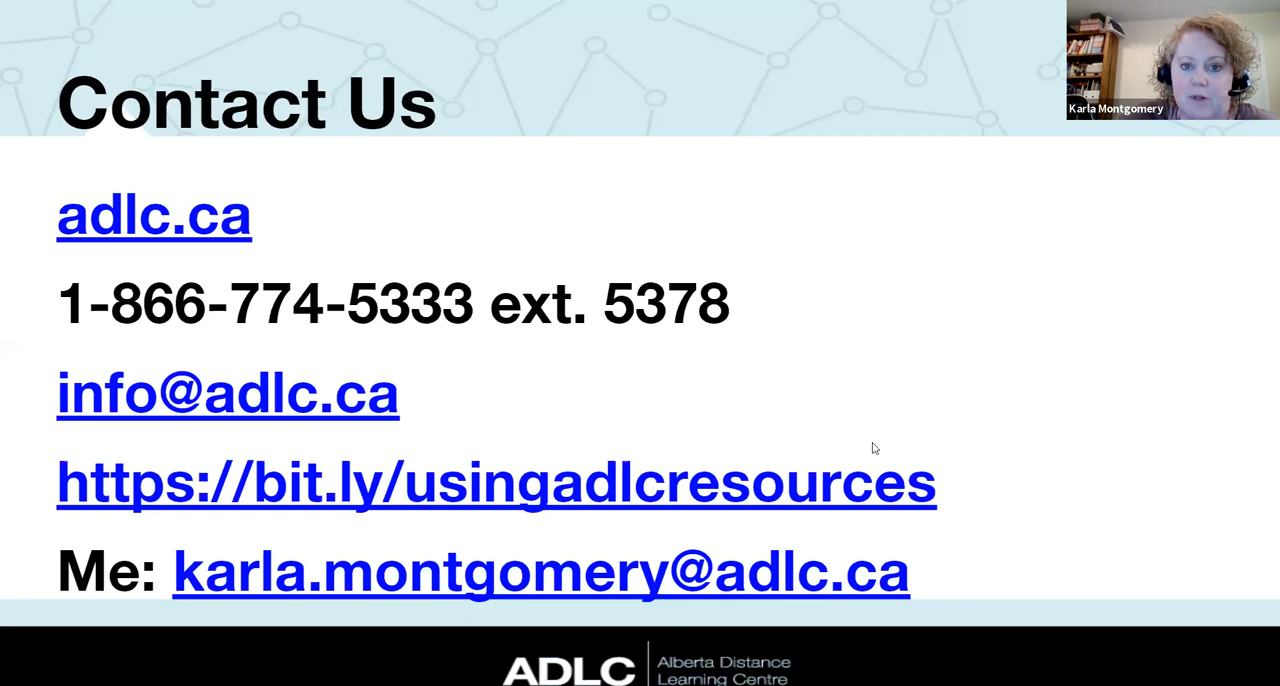 Contact Us
Karla Montgomery
adlc.ca
1-866-774-5333 ext. 5378
info@adlc.ca
https://bit.ly/usingadlcresources
Me: karla.montgomery@adlc.ca
ADLC
Alberta Distance
Learning Centre